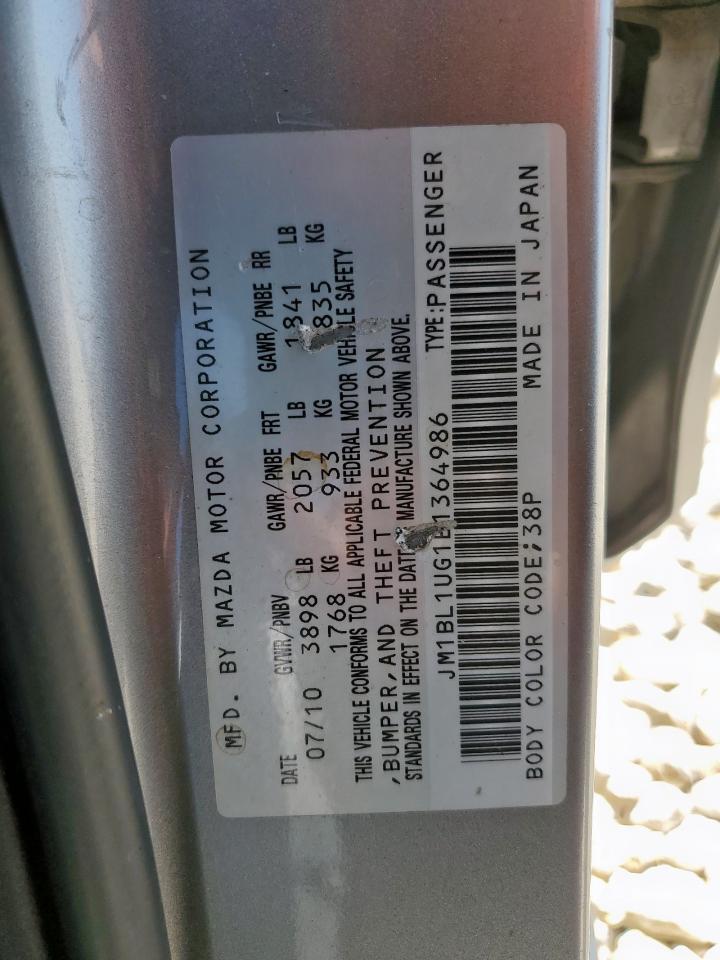 MFD. BY MAZDA MOTOR CORPORATION
DATE GVWR/PNBV GAWR/PNBE FRT GAWR/PNBE RR
07/10 3898 LB 2057 LB 1841 LB
1768 KG 933 KG 835 KG
THIS VEHICLE CONFORMS TO ALL APPLICABLE FEDERAL MOTOR VEHICLE SAFETY
,BUMPER,AND THEFT PREVENTION
STANDARDS IN EFFECT ON THE DATE MANUFACTURE SHOWN ABOVE.
TYPE:PASSENGER
BODY COLOR CODE;38P MADE IN JAPAN